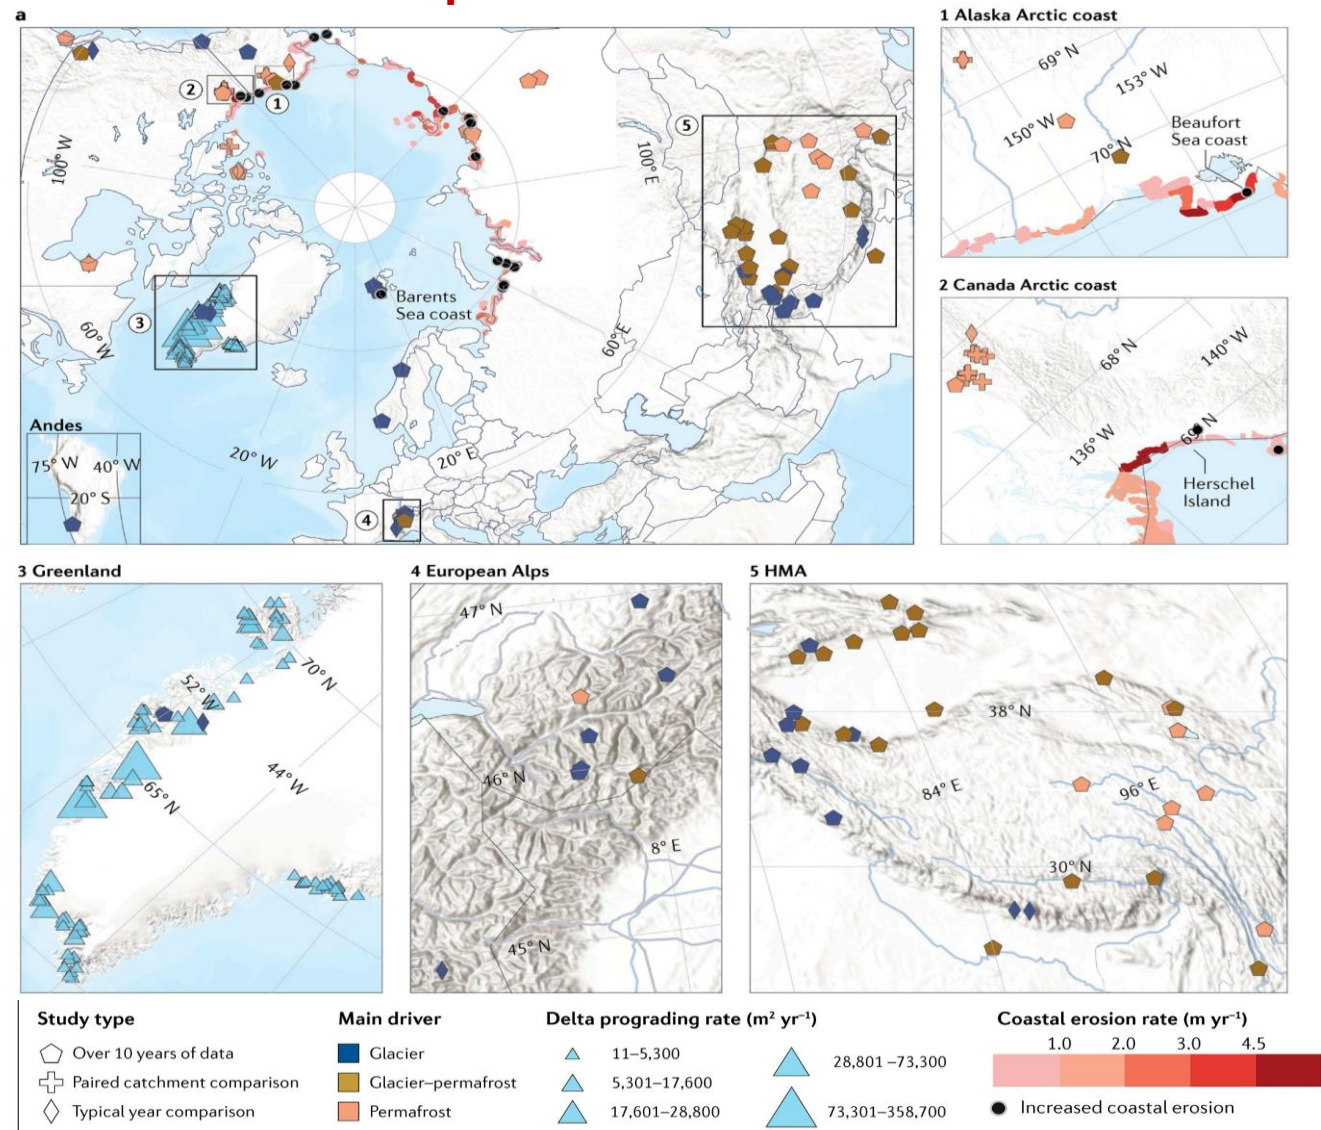 a
1 Alaska Arctic coast
69° N
153° W
150° W
70° N
Beaufort
Sea coast
2
1
5
100° W
100° E
3
Barents
Sea coast
60° W
60° E
Andes
75° W
40° W
20° S
20° W
20° E
4
2 Canada Arctic coast
68° N
140° W
136° W
69° N
Herschel
Island
3 Greenland
70° N
52° W
44° W
65° N
4 European Alps
47° N
46° N
8° E
45° N
5 HMA
38° N
84° E
96° E
30° N
Study type
Over 10 years of data
Paired catchment comparison
Typical year comparison
Main driver
Glacier
Glacier–permafrost
Permafrost
Delta prograding rate (m² yr⁻¹)
11–5,300
5,301–17,600
17,601–28,800
28,801 –73,300
73,301–358,700
Coastal erosion rate (m yr⁻¹)
1.0 2.0 3.0 4.5
Increased coastal erosion